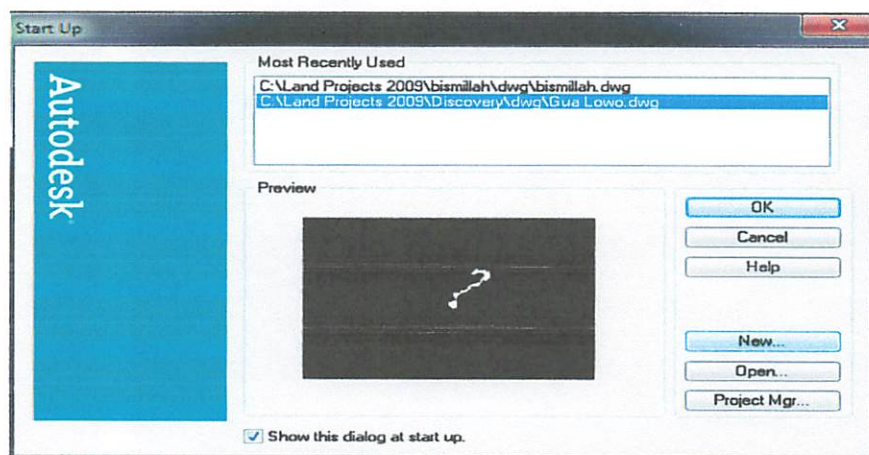 Start Up
Autodesk
Most Recently Used
C:\Land Projects 2009\bismillah\dwg\bismillah.dwg
C:\Land Projects 2009\Discovery\dwg\Gua Lowo.dwg
Preview
OK
Cancel
Help
New...
Open...
Project Mgr...
Show this dialog at start up.